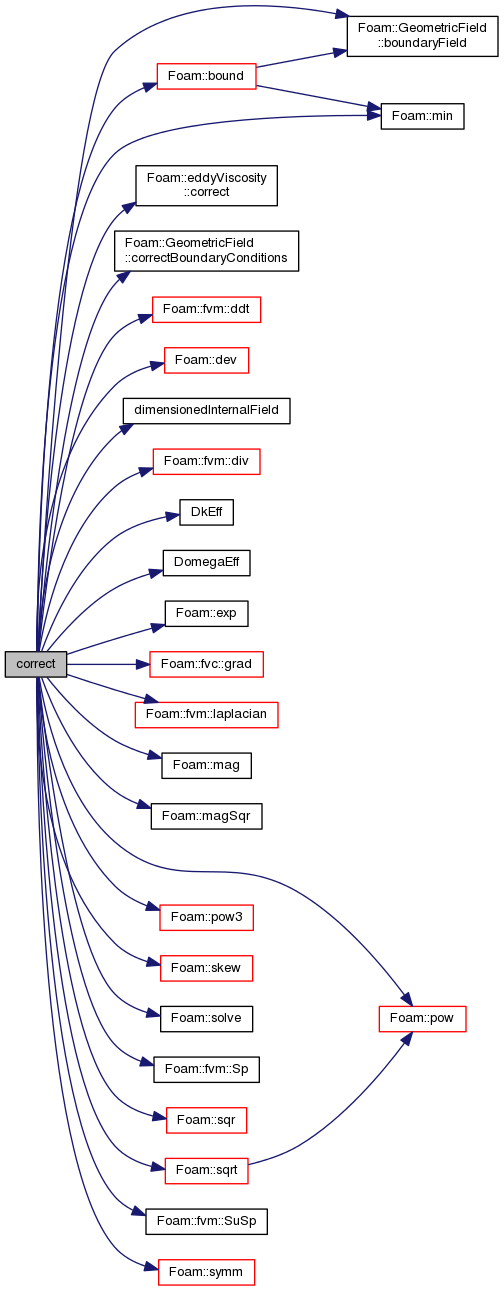 Foam::GeometricField
::boundaryField
Foam::bound
Foam::min
Foam::eddyViscosity
::correct
Foam::GeometricField
::correctBoundaryConditions
Foam::fvm::ddt
Foam::dev
dimensionedInternalField
Foam::fvm::div
DkEff
DomegaEff
Foam::exp
correct
Foam::fvc::grad
Foam::fvm::laplacian
Foam::mag
Foam::magSqr
Foam::pow3
Foam::skew
Foam::solve
Foam::pow
Foam::fvm::Sp
Foam::sqr
Foam::sqrt
Foam::fvm::SuSp
Foam::symm